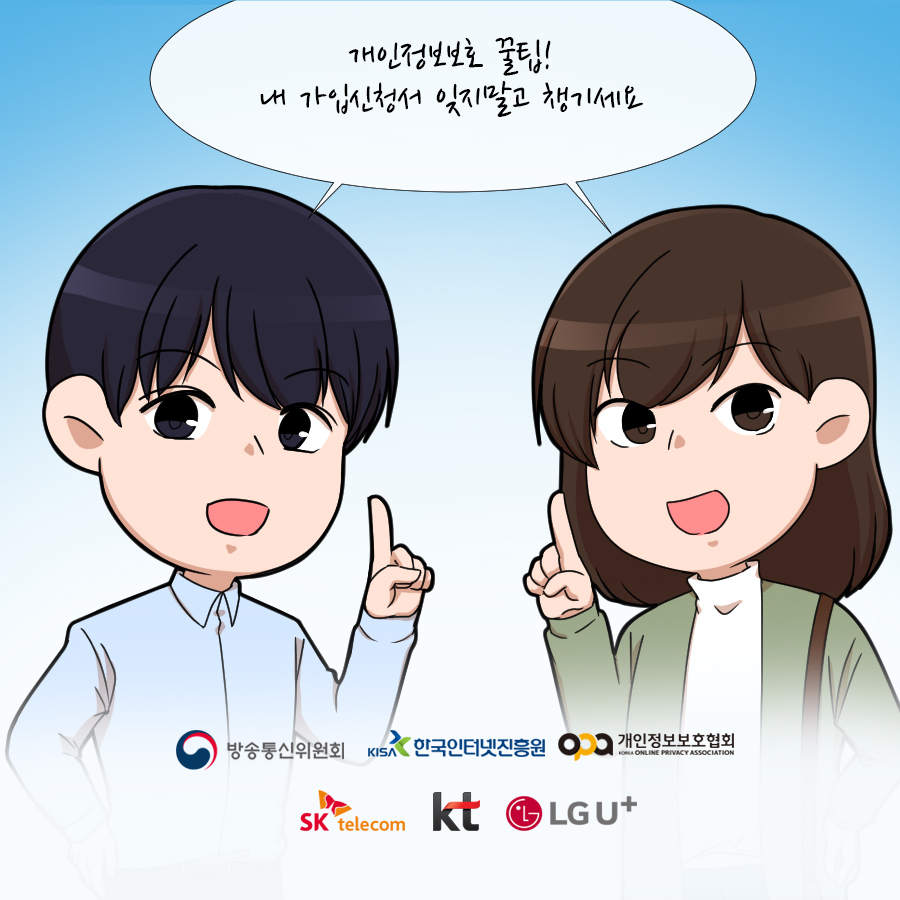 개인정보보호 꿀팁!
내 가입신청서 잊지말고 챙기세요
방송통신위원회
KISA 한국인터넷진흥원
opa 개인정보보호협회
KOREA ONLINE PRIVACY ASSOCIATION
SK telecom
kt
LG U+